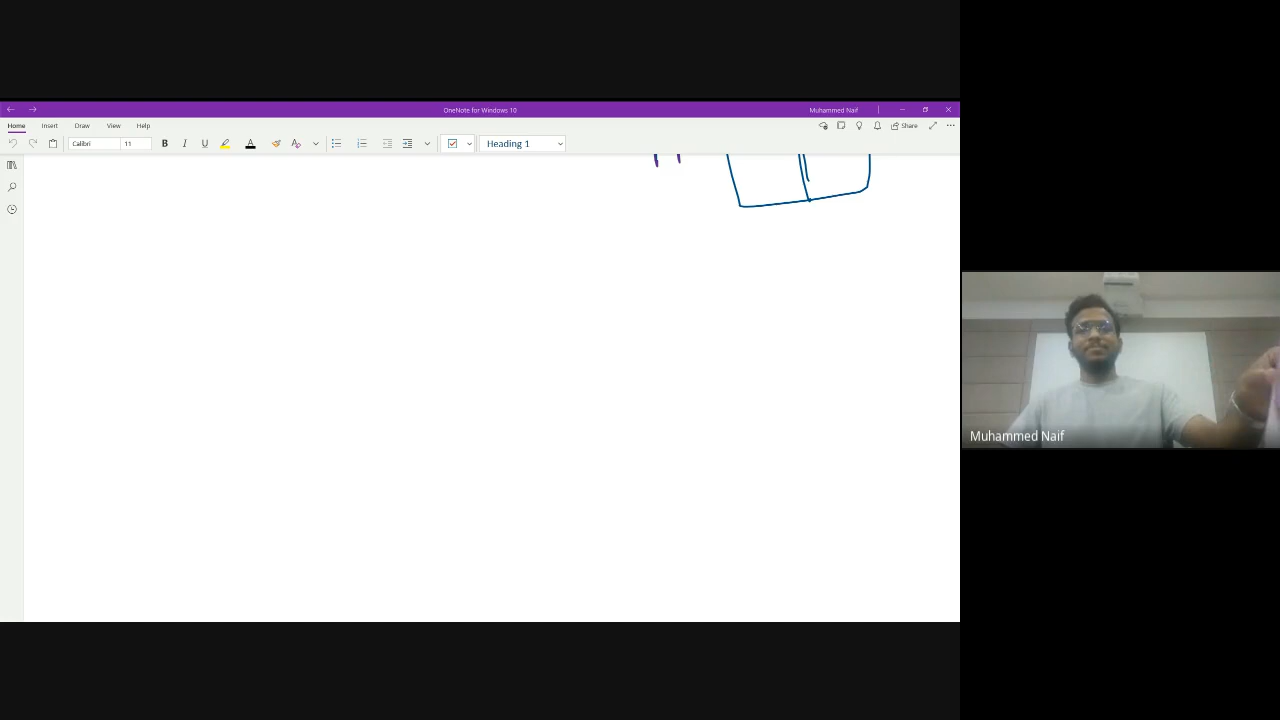 OneNote for Windows 10
Muhammed Naif
Home Insert Draw View Help
Share
Calibri 11 B I U A Heading 1
Muhammed Naif